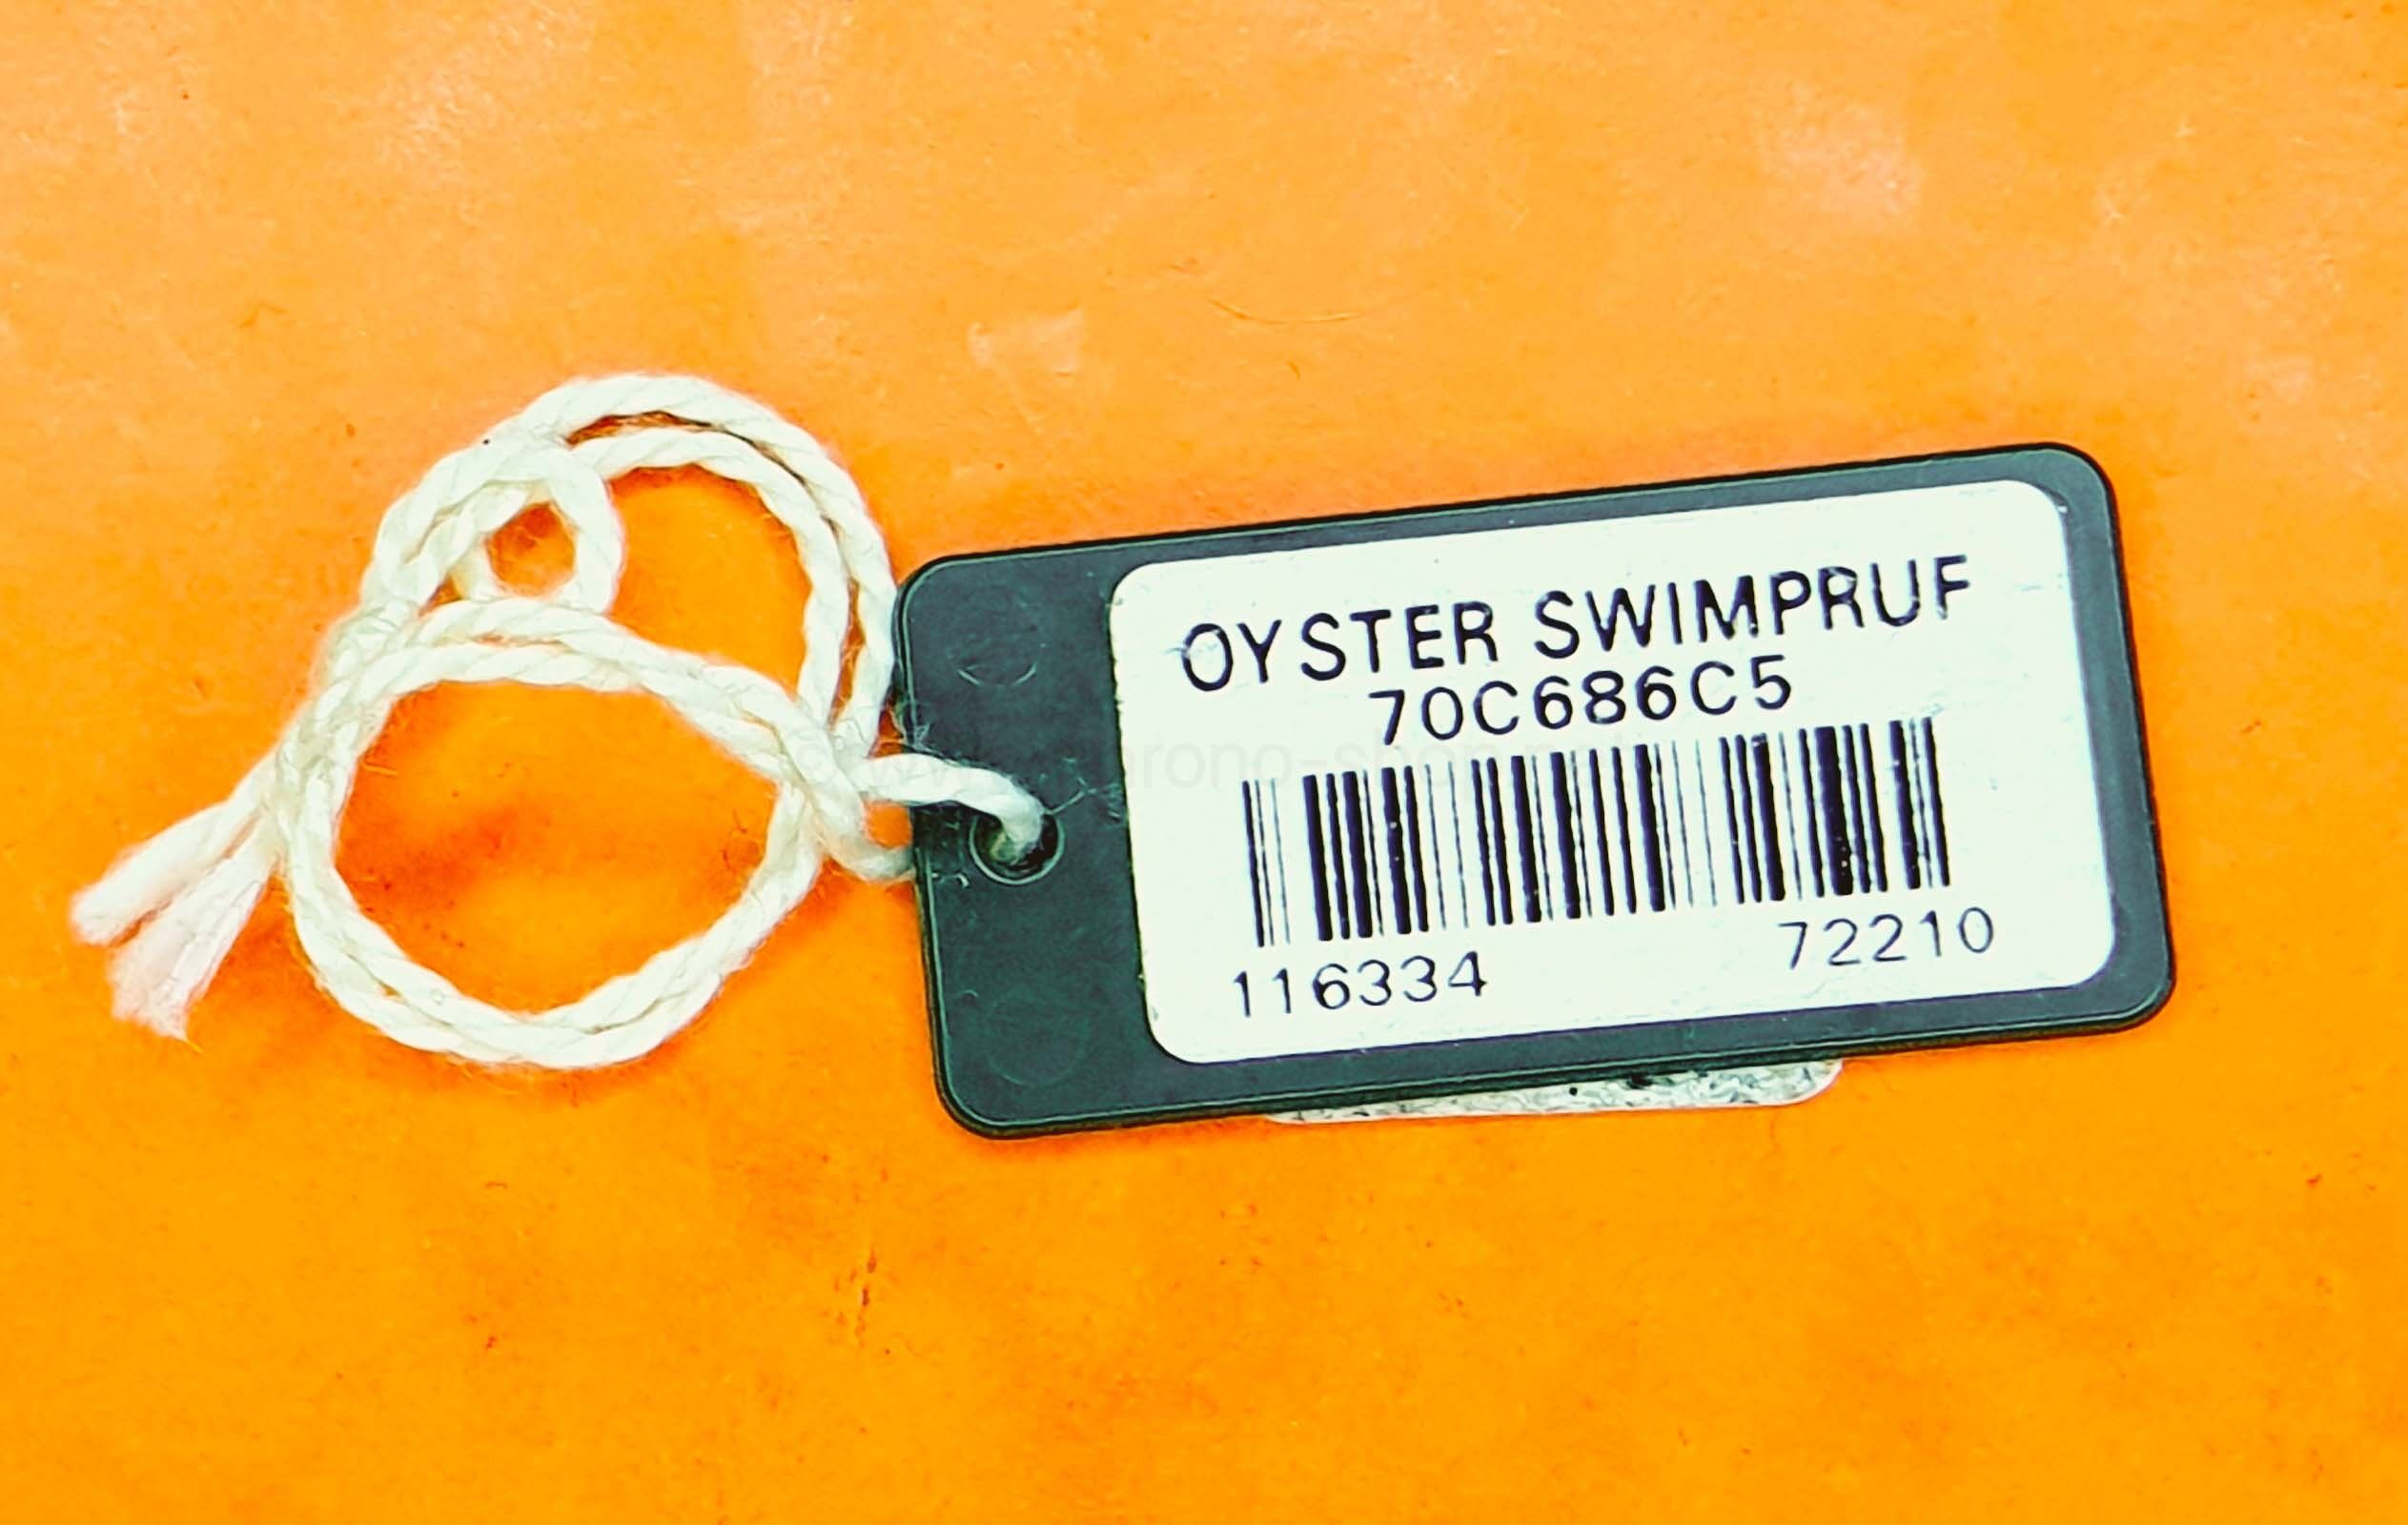 OYSTER SWIMPRUF
70C686C5
116334 72210